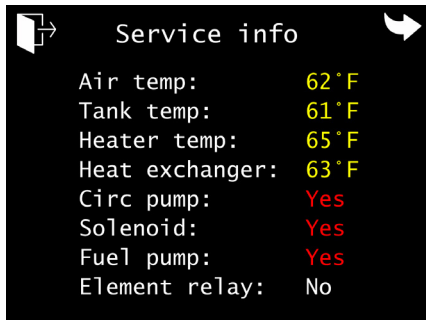 Service info
Air temp: 62°F
Tank temp: 61°F
Heater temp: 65°F
Heat exchanger: 63°F
Circ pump: Yes
Solenoid: Yes
Fuel pump: Yes
Element relay: No